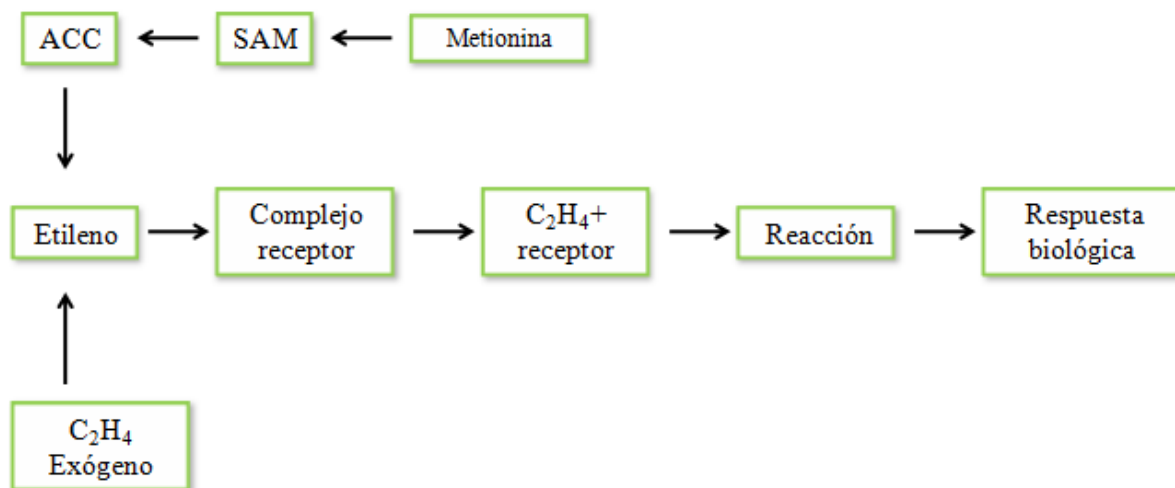 ACC
SAM
Metionina
Etileno
Complejo
receptor
C₂H₄+
receptor
Reacción
Respuesta
biológica
C₂H₄
Exógeno